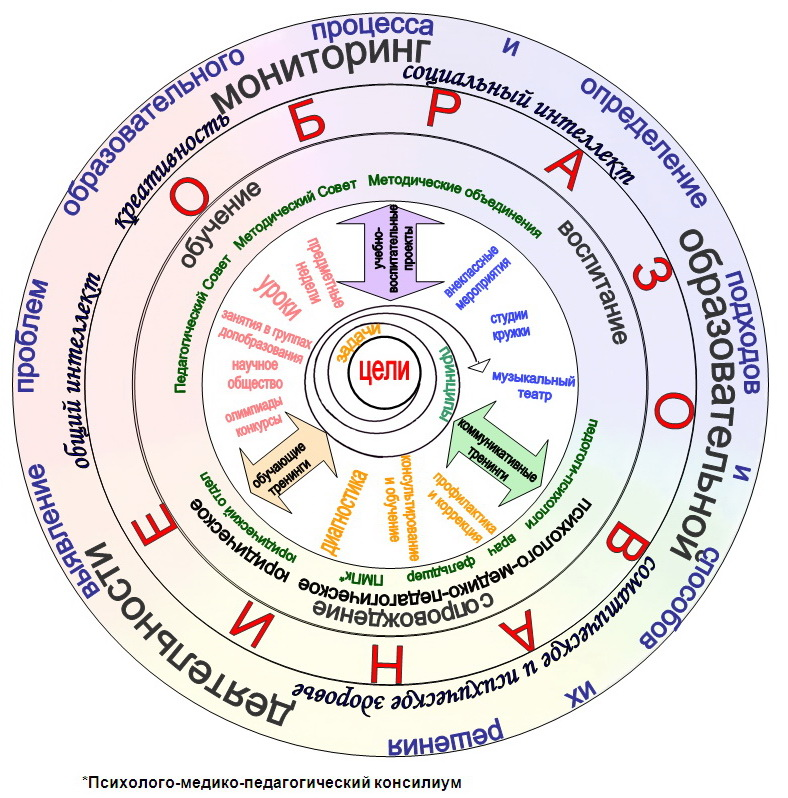 выявление проблем образовательного процесса и определение подходов и способов их решения
МОНИТОРИНГ образовательной ДЕЯТЕЛЬНОСТИ
общий интеллект
креативность
социальный интеллект
соматическое и психическое здоровье
ОБРАЗОВАНИЕ
обучение
воспитание
сопровождение
психолого-медико-педагогическое
юридическое
Педагогический Совет
Методический Совет
Методические объединения
педагоги-психологи
врач
фельдшер
ПМПк*
юридический отдел
учебно-
воспитательные
проекты
предметные
недели
уроки
занятия в группах
допобразования
научное
общество
олимпиады
конкурсы
внеклассные
мероприятия
студии
кружки
музыкальный
театр
задачи
ЦЕЛИ
принципы
обучающие
тренинги
коммуникативные
тренинги
диагностика
консультирование
и обучение
профилактика
и коррекция
*Психолого-медико-педагогический консилиум